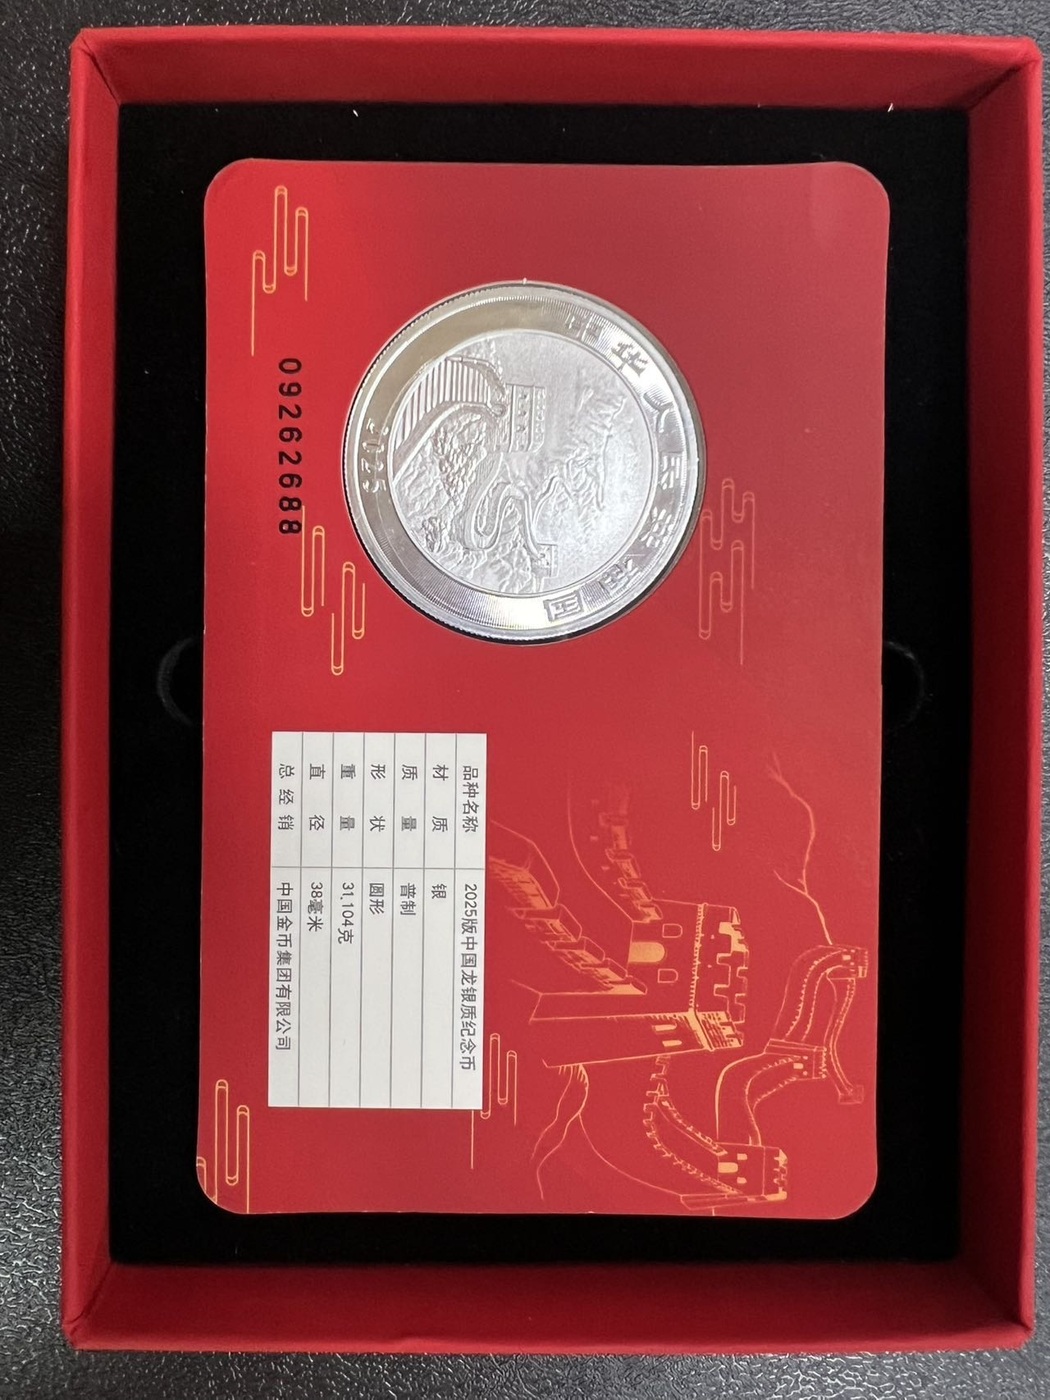 中华人民共和国
2025
09262688
品种名称 2025版中国龙银质纪念币
材质 银
质量 普制
形状 圆形
重量 31.104克
直径 38毫米
总经销 中国金币集团有限公司